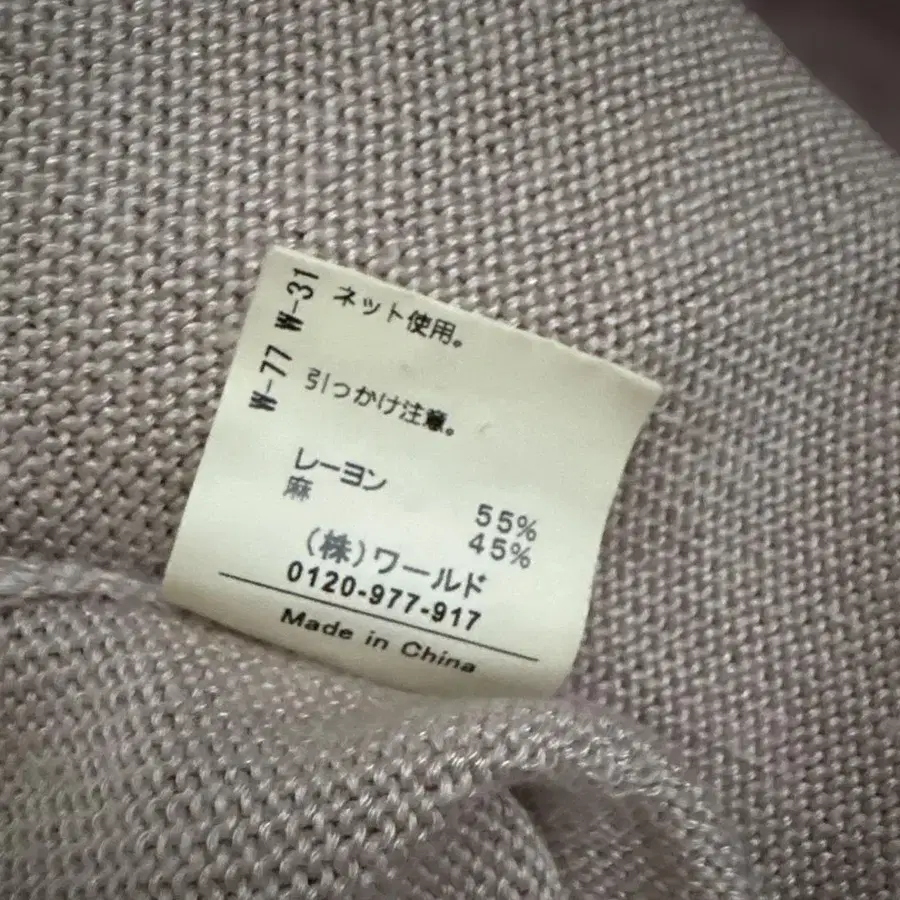 W-31 ネット使用。
W-77 引っかけ注意。
レーヨン 55%
麻 45%
(株)ワールド
0120-977-917
Made in China